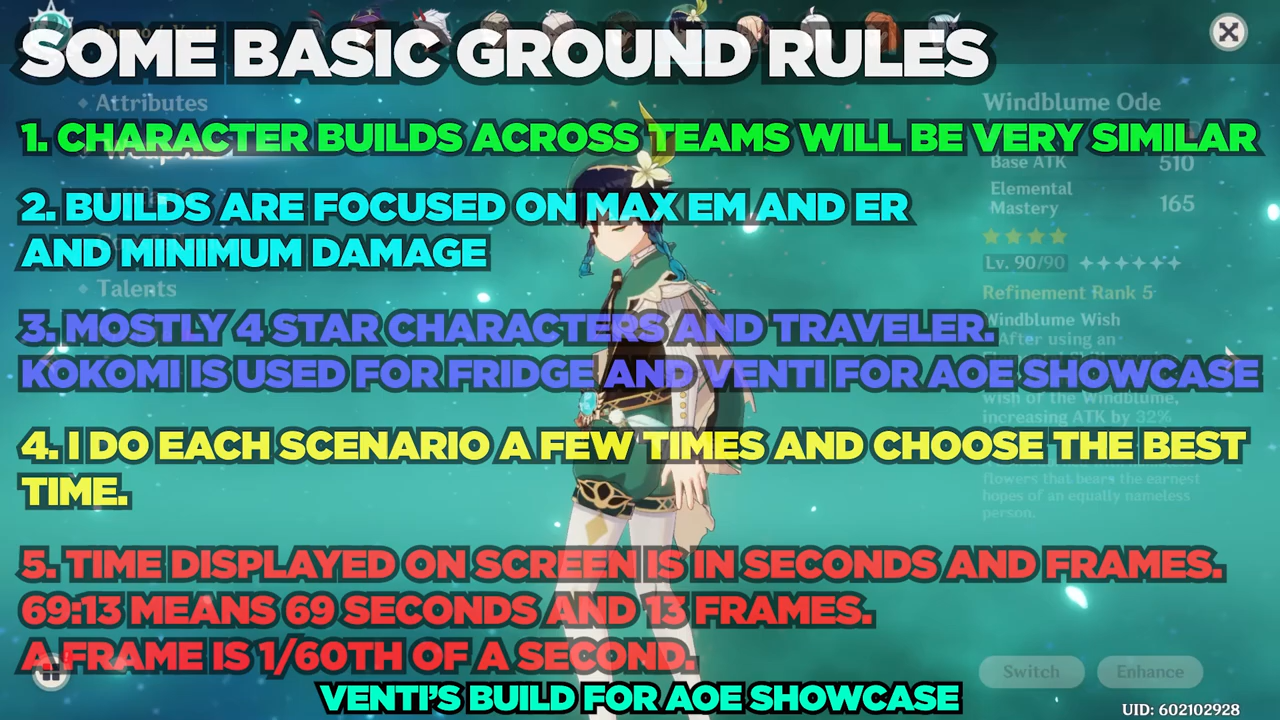 SOME BASIC GROUND RULES
◆ Attributes
Windblume Ode
1. CHARACTER BUILDS ACROSS TEAMS WILL BE VERY SIMILAR
Base ATK 510
Elemental
Mastery 165
2. BUILDS ARE FOCUSED ON MAX EM AND ER
AND MINIMUM DAMAGE
Lv. 90/90
◆ Talents
Refinement Rank 5
Windblume Wish
3. MOSTLY 4 STAR CHARACTERS AND TRAVELER.
After using an
KOKOMI IS USED FOR FRIDGE AND VENTI FOR AOE SHOWCASE
wish of the Windblume,
increasing ATK by 32%
4. I DO EACH SCENARIO A FEW TIMES AND CHOOSE THE BEST
TIME.
flowers that bears the earnest
hopes of an equally nameless
person.
5. TIME DISPLAYED ON SCREEN IS IN SECONDS AND FRAMES.
69:13 MEANS 69 SECONDS AND 13 FRAMES.
A FRAME IS 1/60TH OF A SECOND.
Switch
Enhance
VENTI'S BUILD FOR AOE SHOWCASE
UID: 602102928